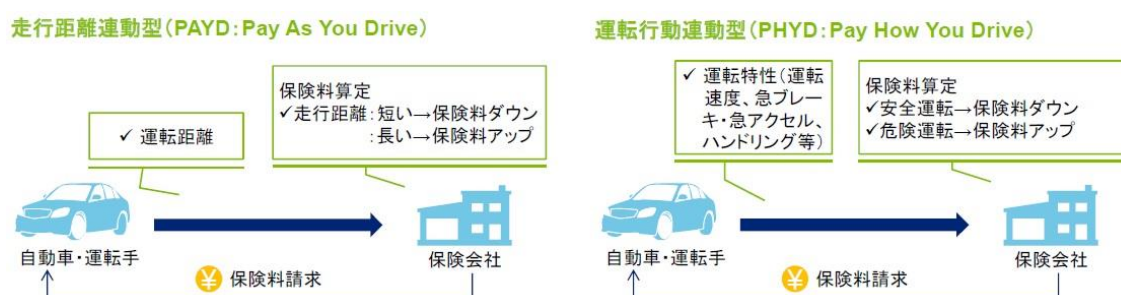 走行距離連動型(PAYD:Pay As You Drive)
✓ 運転距離
保険料算定
✓走行距離:短い→保険料ダウン
:長い→保険料アップ
自動車・運転手
保険会社
¥ 保険料請求
運転行動連動型(PHYD:Pay How You Drive)
✓ 運転特性(運転
速度、急ブレー
キ・急アクセル、
ハンドリング等)
保険料算定
✓安全運転→保険料ダウン
✓危険運転→保険料アップ
自動車・運転手
保険会社
¥ 保険料請求